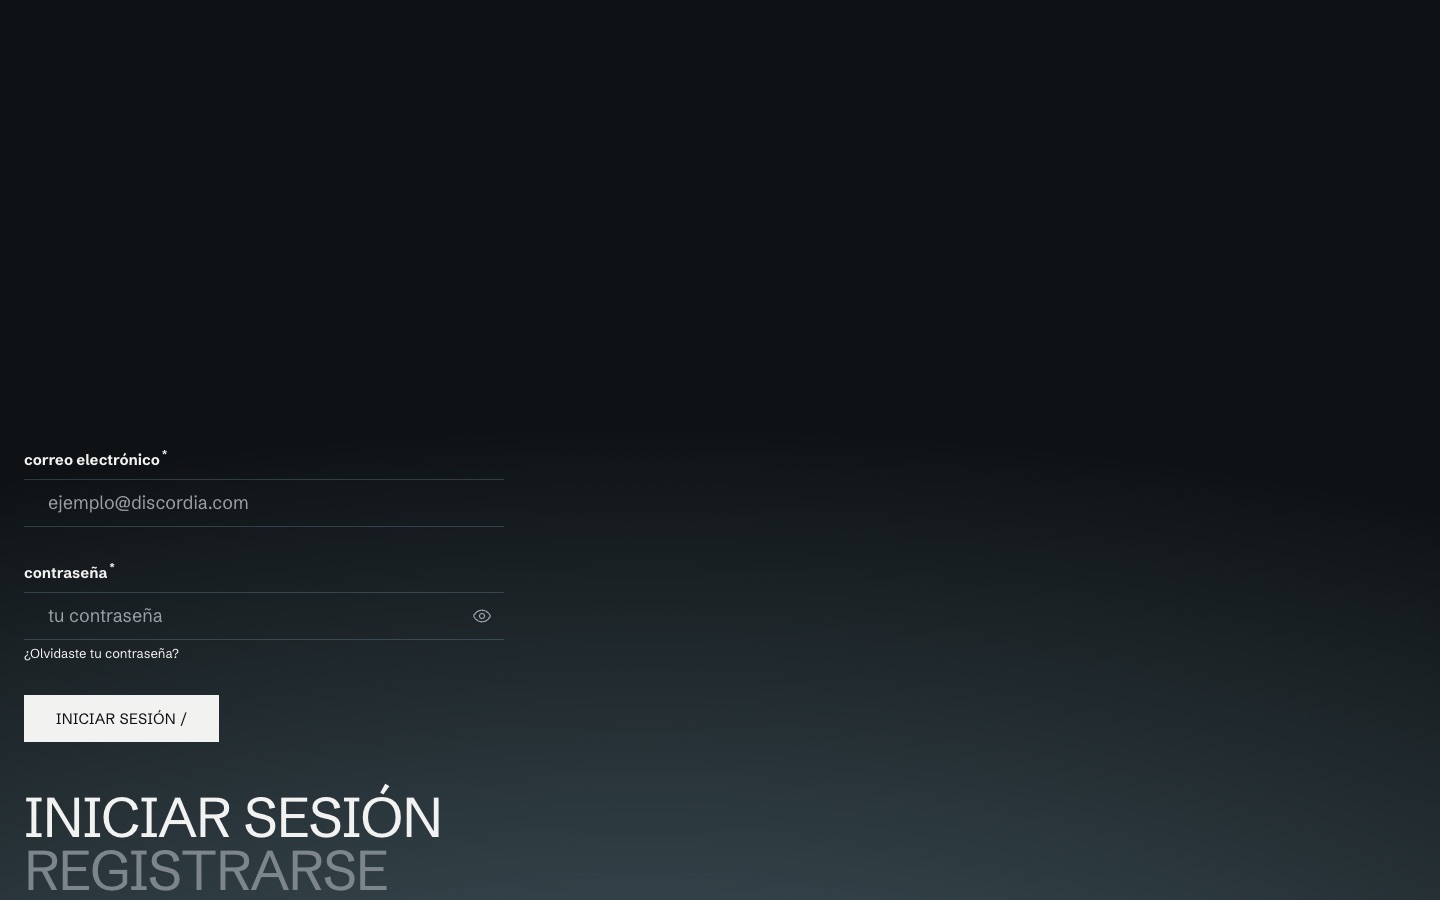 correo electrónico*
ejemplo@discordia.com
contraseña*
tu contraseña
¿Olvidaste tu contraseña?
INICIAR SESIÓN /
INICIAR SESIÓN
REGISTRARSE